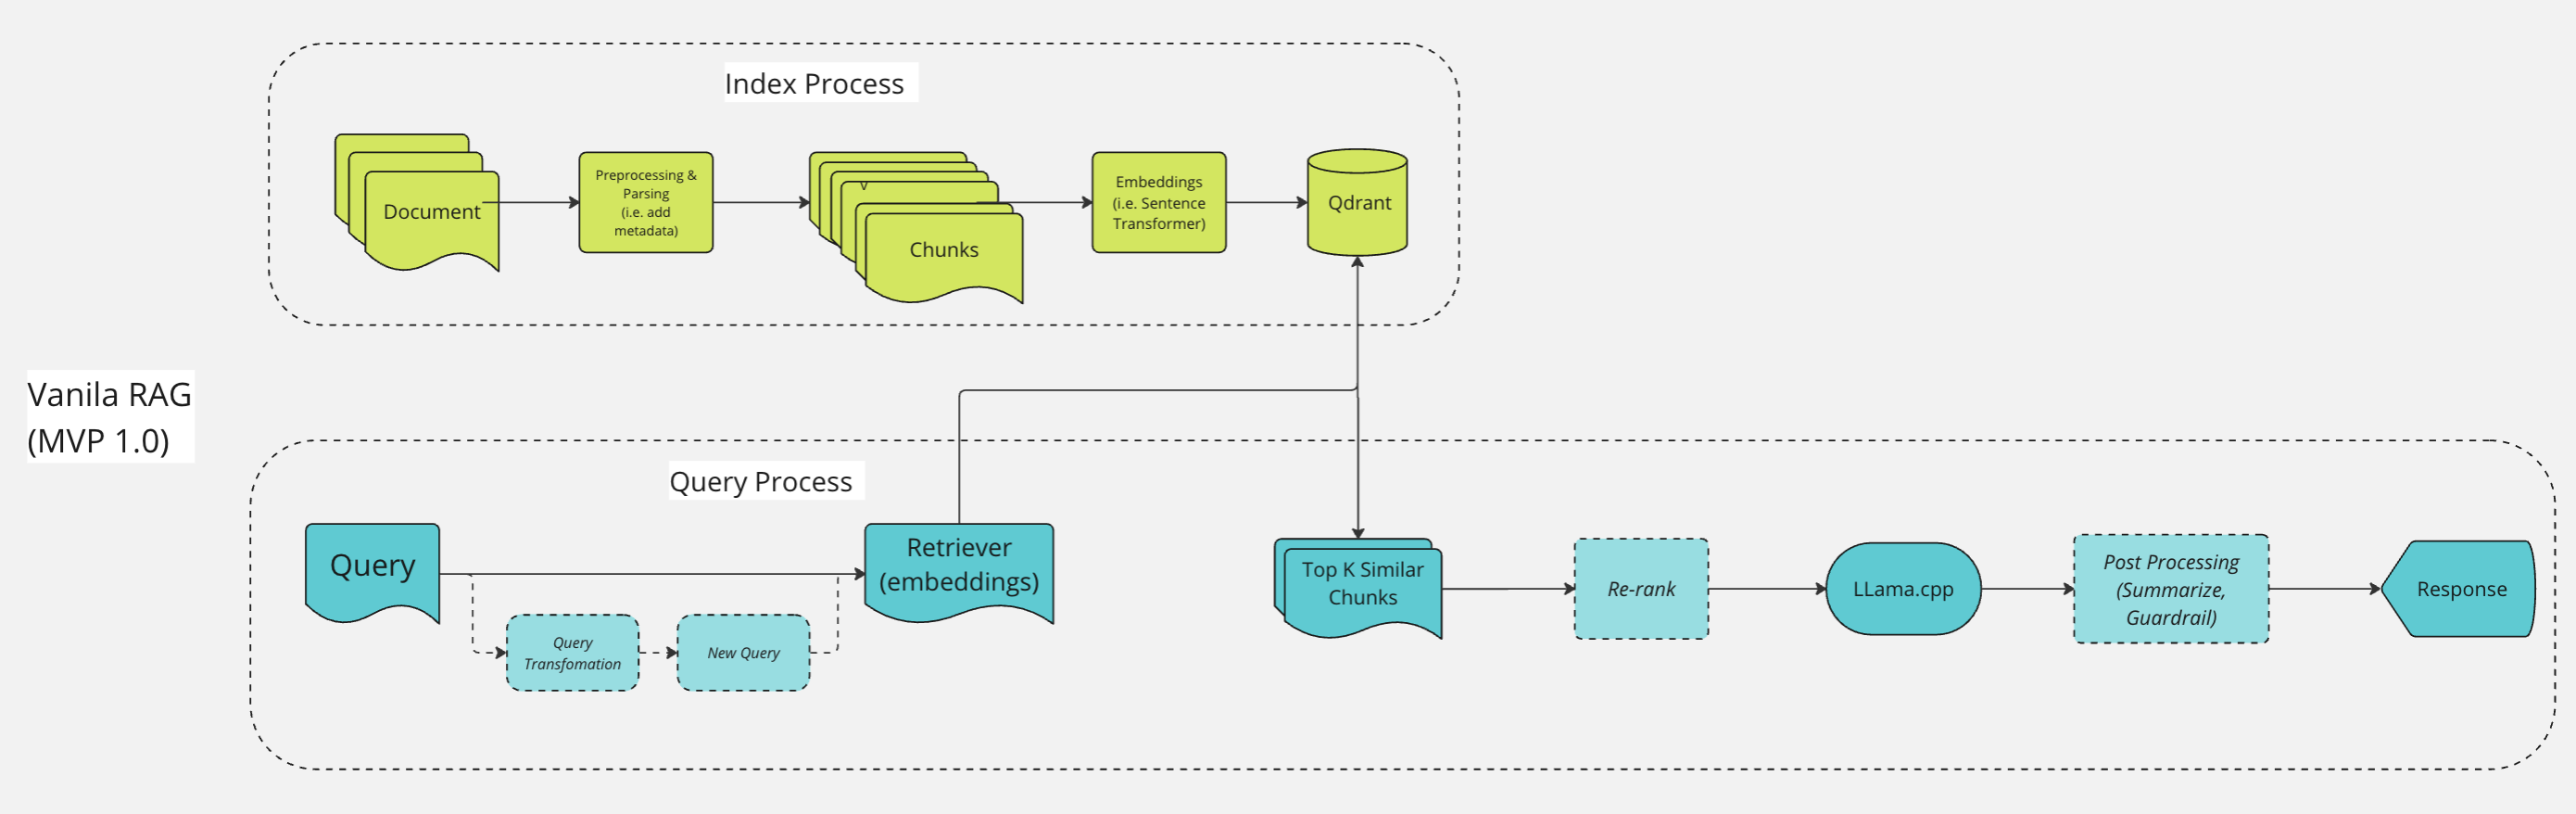 Index Process
Document
Preprocessing &
Parsing
(i.e. add
metadata)
V
Chunks
Embeddings
(i.e. Sentence
Transformer)
Qdrant
Vanila RAG
(MVP 1.0)
Query Process
Query
Query
Transfomation
New Query
Retriever
(embeddings)
Top K Similar
Chunks
Re-rank
LLama.cpp
Post Processing
(Summarize,
Guardrail)
Response